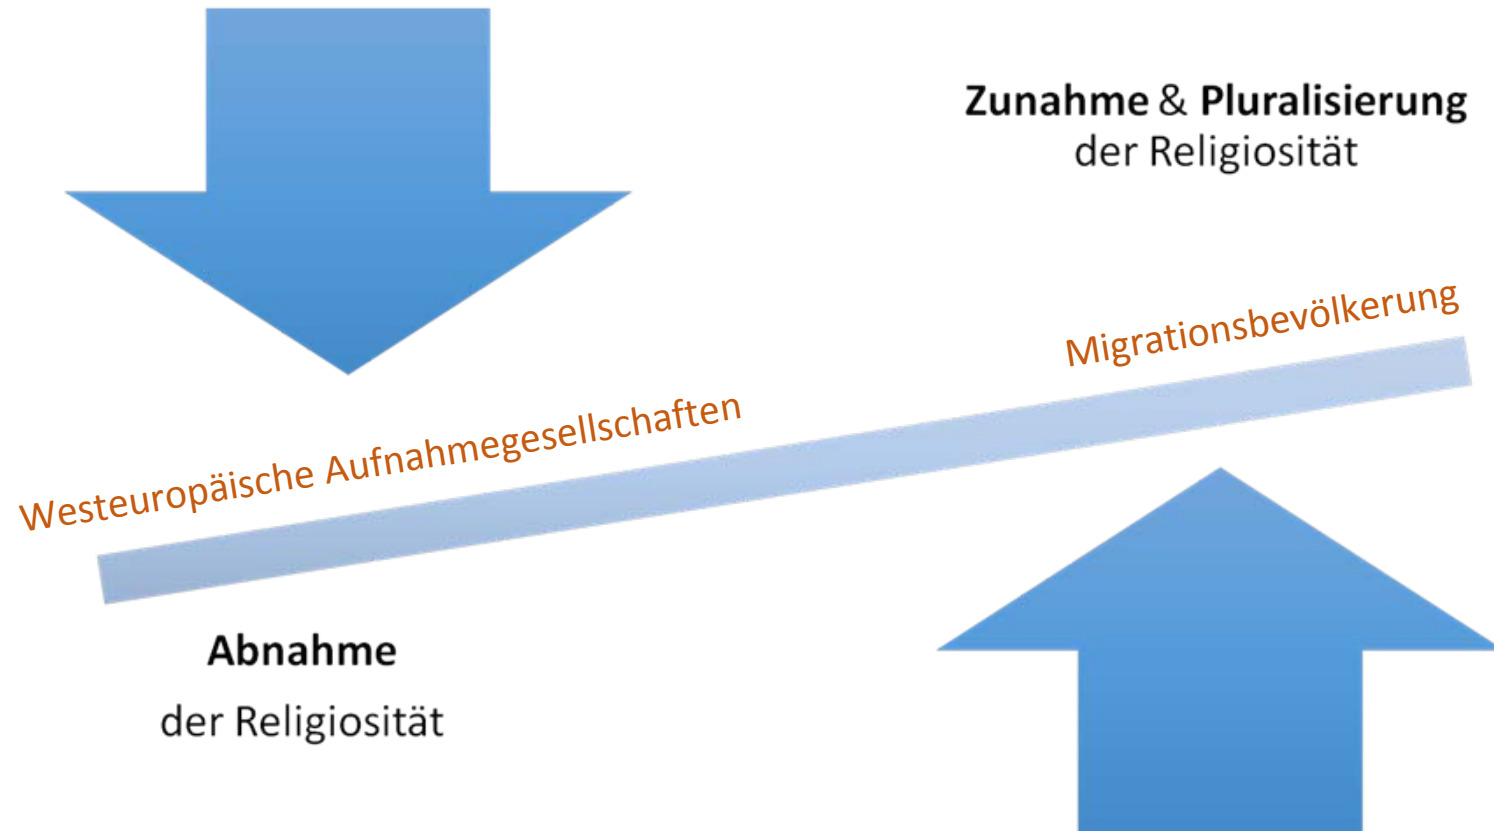 Zunahme & Pluralisierung
der Religiosität
Migrationsbevölkerung
Westeuropäische Aufnahmegesellschaften
Abnahme
der Religiosität